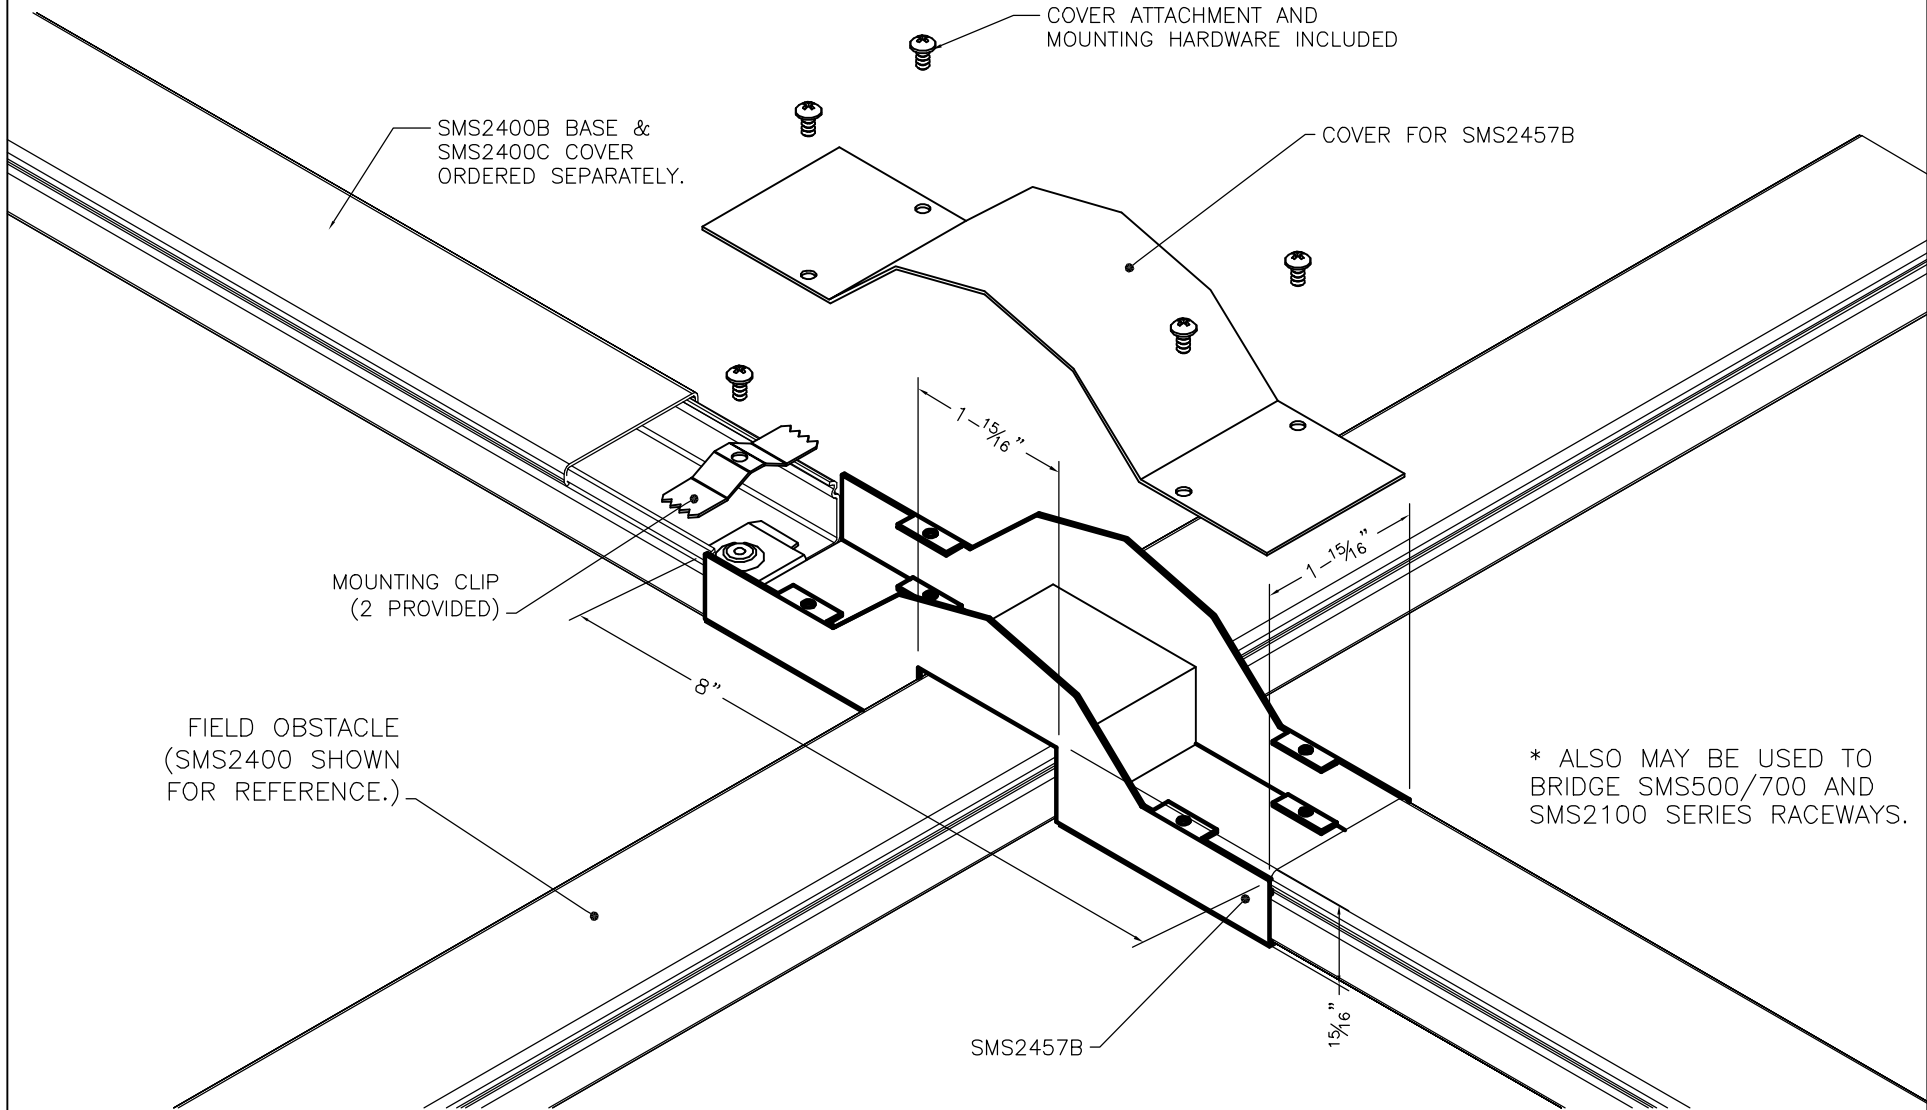 COVER ATTACHMENT AND
MOUNTING HARDWARE INCLUDED
SMS2400B BASE &
SMS2400C COVER
ORDERED SEPARATELY.
COVER FOR SMS2457B
1–15/16"
1–15/16"
MOUNTING CLIP
(2 PROVIDED)
8"
FIELD OBSTACLE
(SMS2400 SHOWN
FOR REFERENCE.)
* ALSO MAY BE USED TO
BRIDGE SMS500/700 AND
SMS2100 SERIES RACEWAYS.
15/16"
SMS2457B